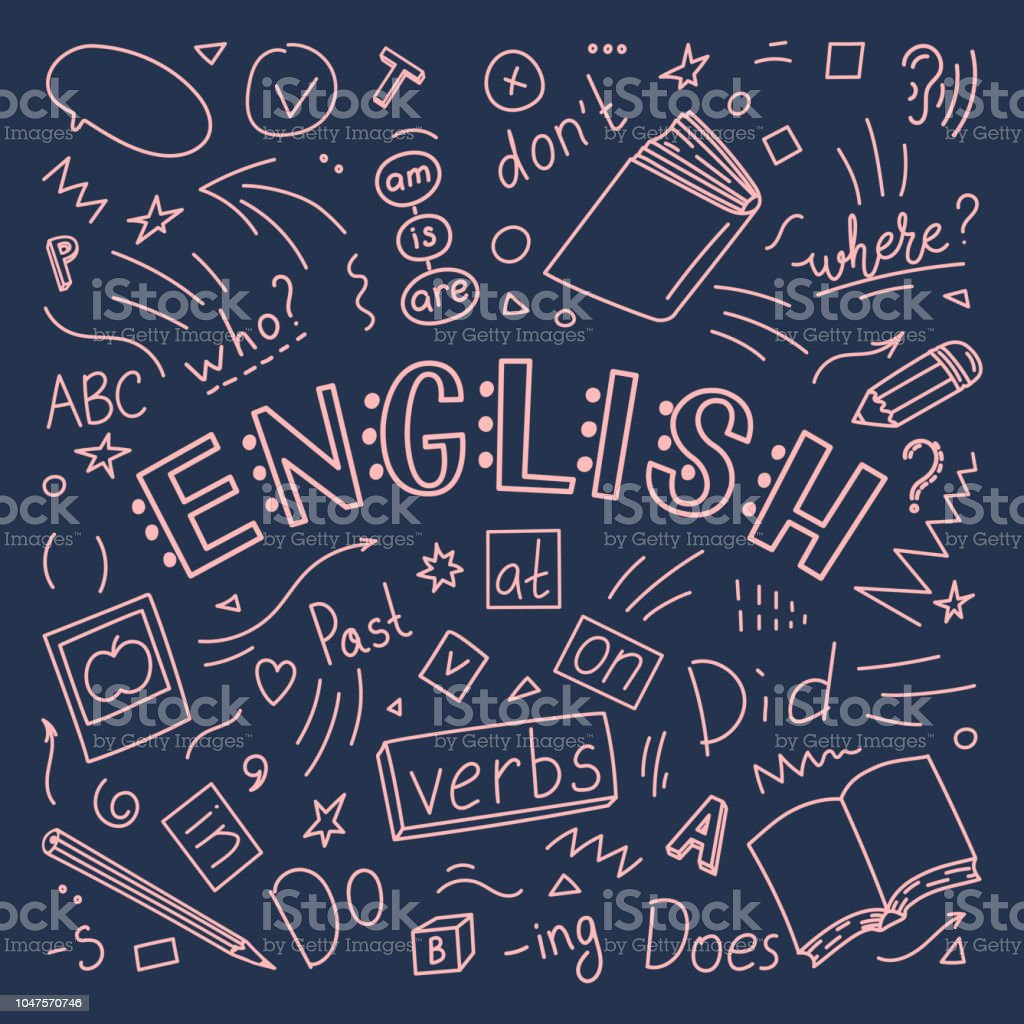 T
don't
am
is
are
P
where?
who?
ABC
ENGLISH
?
at
Past
v
on
Did
verbs
,
in
A
Do
B
-s
-ing
Does
iStock
by Getty Images™
1047570746